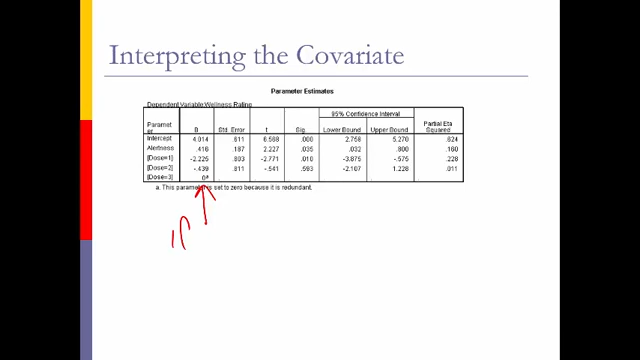 Interpreting the Covariate
Parameter Estimates
Dependent Variable:Wellness Rating
95% Confidence Interval
Paramet er B Std. Error t Sig. Lower Bound Upper Bound Partial Eta Squared
Intercept 4.014 .611 6.568 .000 2.758 5.270 .624
Alertness .416 .187 2.227 .035 .032 .800 .160
[Dose=1] -2.225 .803 -2.771 .010 -3.875 -.575 .228
[Dose=2] -.439 .811 -.541 .593 -2.107 1.228 .011
[Dose=3] 0ª
a. This parameter is set to zero because it is redundant.